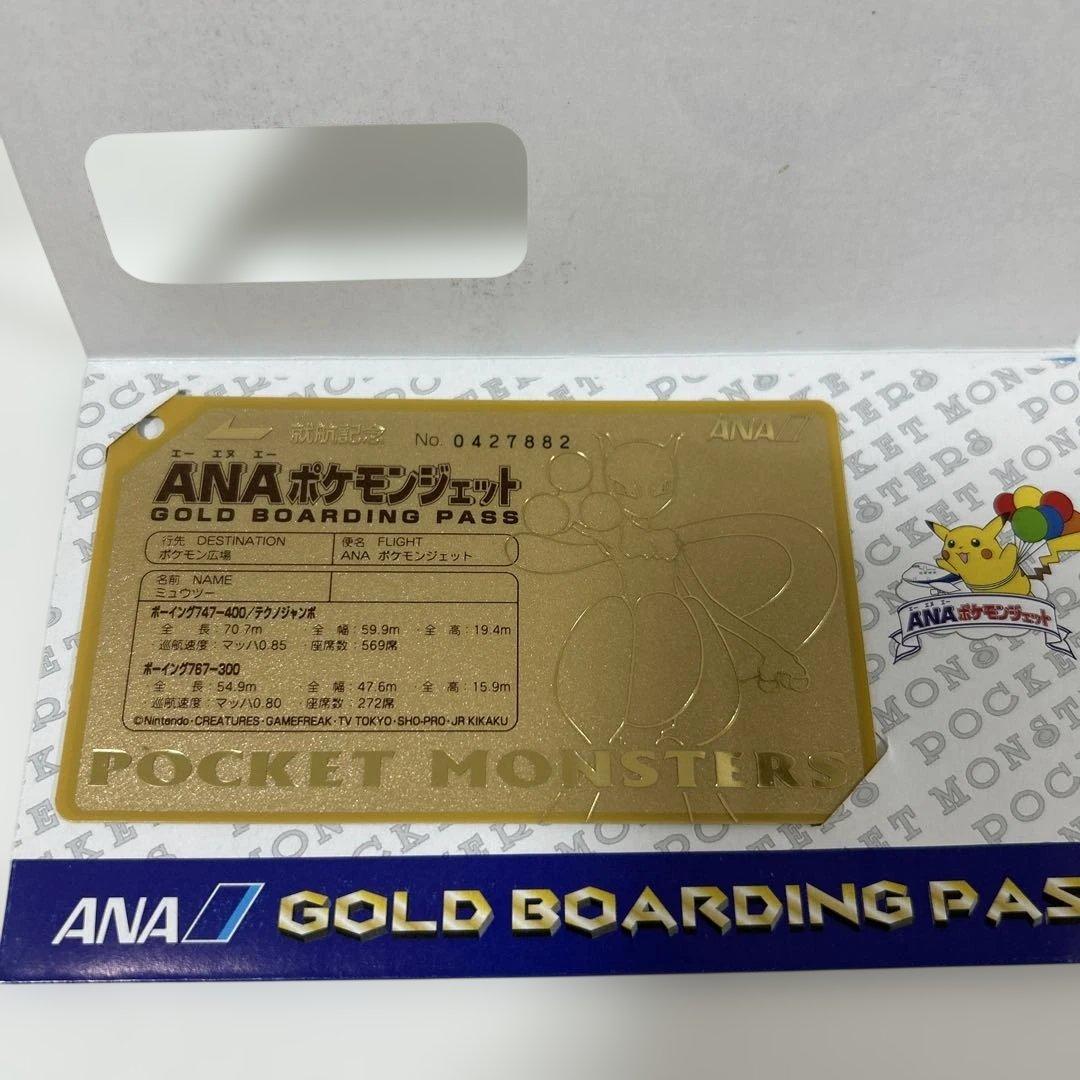 就航記念 No. 0427882 ANA
エー エヌ エー
ANAポケモンジェット
GOLD BOARDING PASS
行先 DESTINATION 便名 FLIGHT
ポケモン広場 ANA ポケモンジェット
名前 NAME
ミュウツー
ボーイング747-400/テクノジャンボ
全 長:70.7m ・全 幅:59.9m ・全 高:19.4m
・巡航速度:マッハ0.85 ・座席数:569席
ボーイング767-300
全 長:54.9m ・全 幅:47.6m ・全 高:15.9m
・巡航速度:マッハ0.80 ・座席数:272席
©Nintendo・CREATURES・GAMEFREAK・TV TOKYO・SHO-PRO・JR KIKAKU
POCKET MONSTERS
エー エヌ エー
ANAポケモンジェット
POCKET MONSTERS
ANA GOLD BOARDING PAS